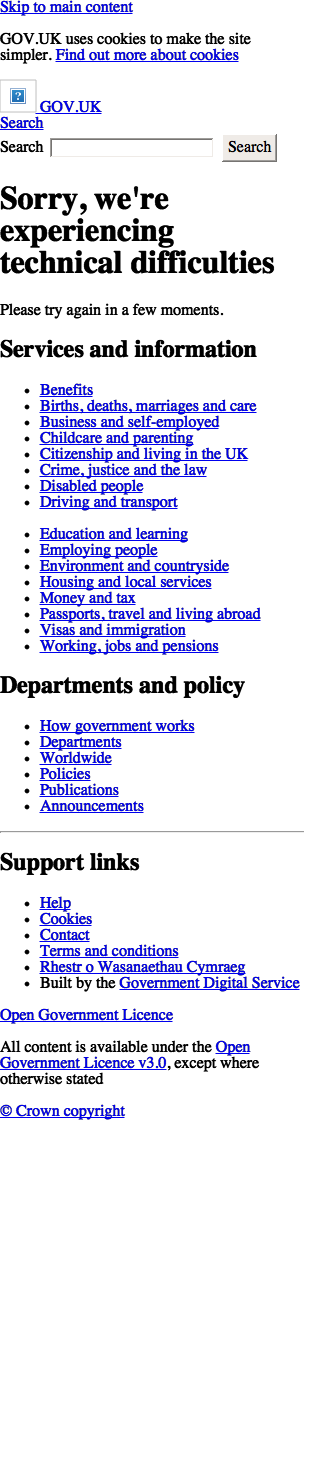 Skip to main content
GOV.UK uses cookies to make the site
simpler. Find out more about cookies
GOV.UK
Search
Search Search
Sorry, we're
experiencing
technical difficulties
Please try again in a few moments.
Services and information
Benefits
Births, deaths, marriages and care
Business and self-employed
Childcare and parenting
Citizenship and living in the UK
Crime, justice and the law
Disabled people
Driving and transport
Education and learning
Employing people
Environment and countryside
Housing and local services
Money and tax
Passports, travel and living abroad
Visas and immigration
Working, jobs and pensions
Departments and policy
How government works
Departments
Worldwide
Policies
Publications
Announcements
Support links
Help
Cookies
Contact
Terms and conditions
Rhestr o Wasanaethau Cymraeg
Built by the Government Digital Service
Open Government Licence
All content is available under the Open
Government Licence v3.0, except where
otherwise stated
© Crown copyright